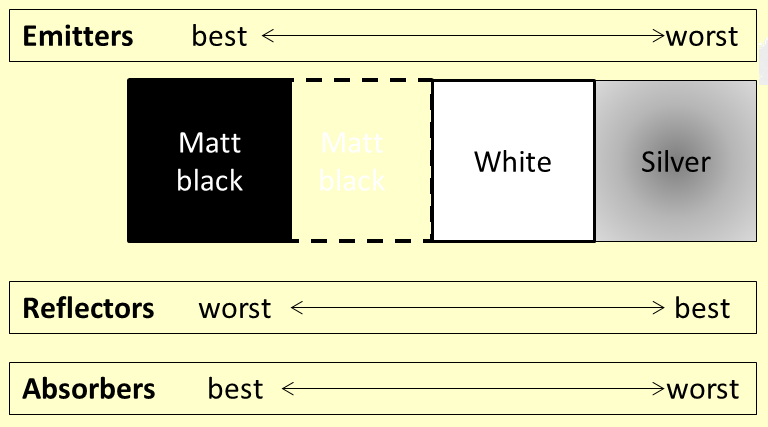 Emitters best worst
Matt
black
Matt
black
White
Silver
Reflectors worst best
Absorbers best worst